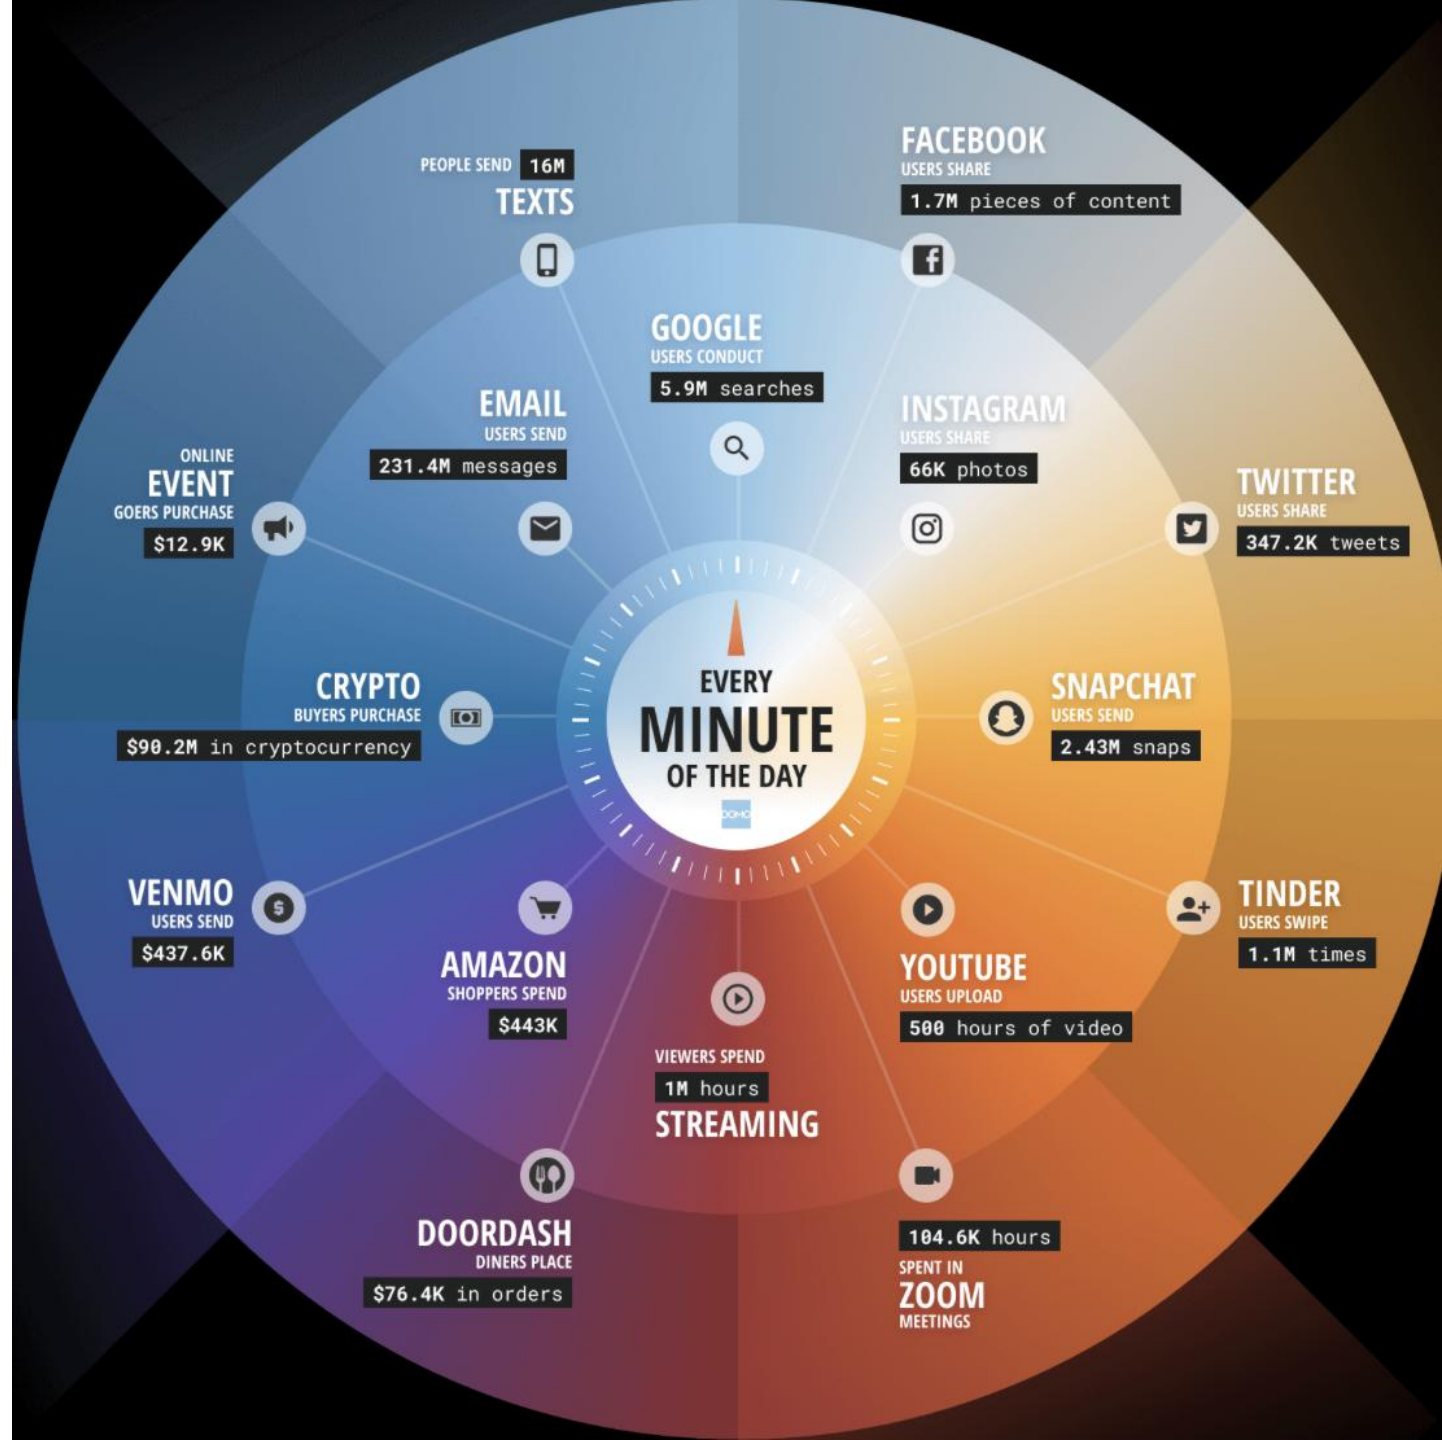 PEOPLE SEND 16M
TEXTS
FACEBOOK
USERS SHARE
1.7M pieces of content
GOOGLE
USERS CONDUCT
5.9M searches
EMAIL
USERS SEND
231.4M messages
INSTAGRAM
USERS SHARE
66K photos
ONLINE
EVENT
GOERS PURCHASE
$12.9K
TWITTER
USERS SHARE
347.2K tweets
EVERY
MINUTE
OF THE DAY
DOMO
CRYPTO
BUYERS PURCHASE
$90.2M in cryptocurrency
SNAPCHAT
USERS SEND
2.43M snaps
VENMO
USERS SEND
$437.6K
TINDER
USERS SWIPE
1.1M times
AMAZON
SHOPPERS SPEND
$443K
YOUTUBE
USERS UPLOAD
500 hours of video
VIEWERS SPEND
1M hours
STREAMING
DOORDASH
DINERS PLACE
$76.4K in orders
104.6K hours
SPENT IN
ZOOM
MEETINGS